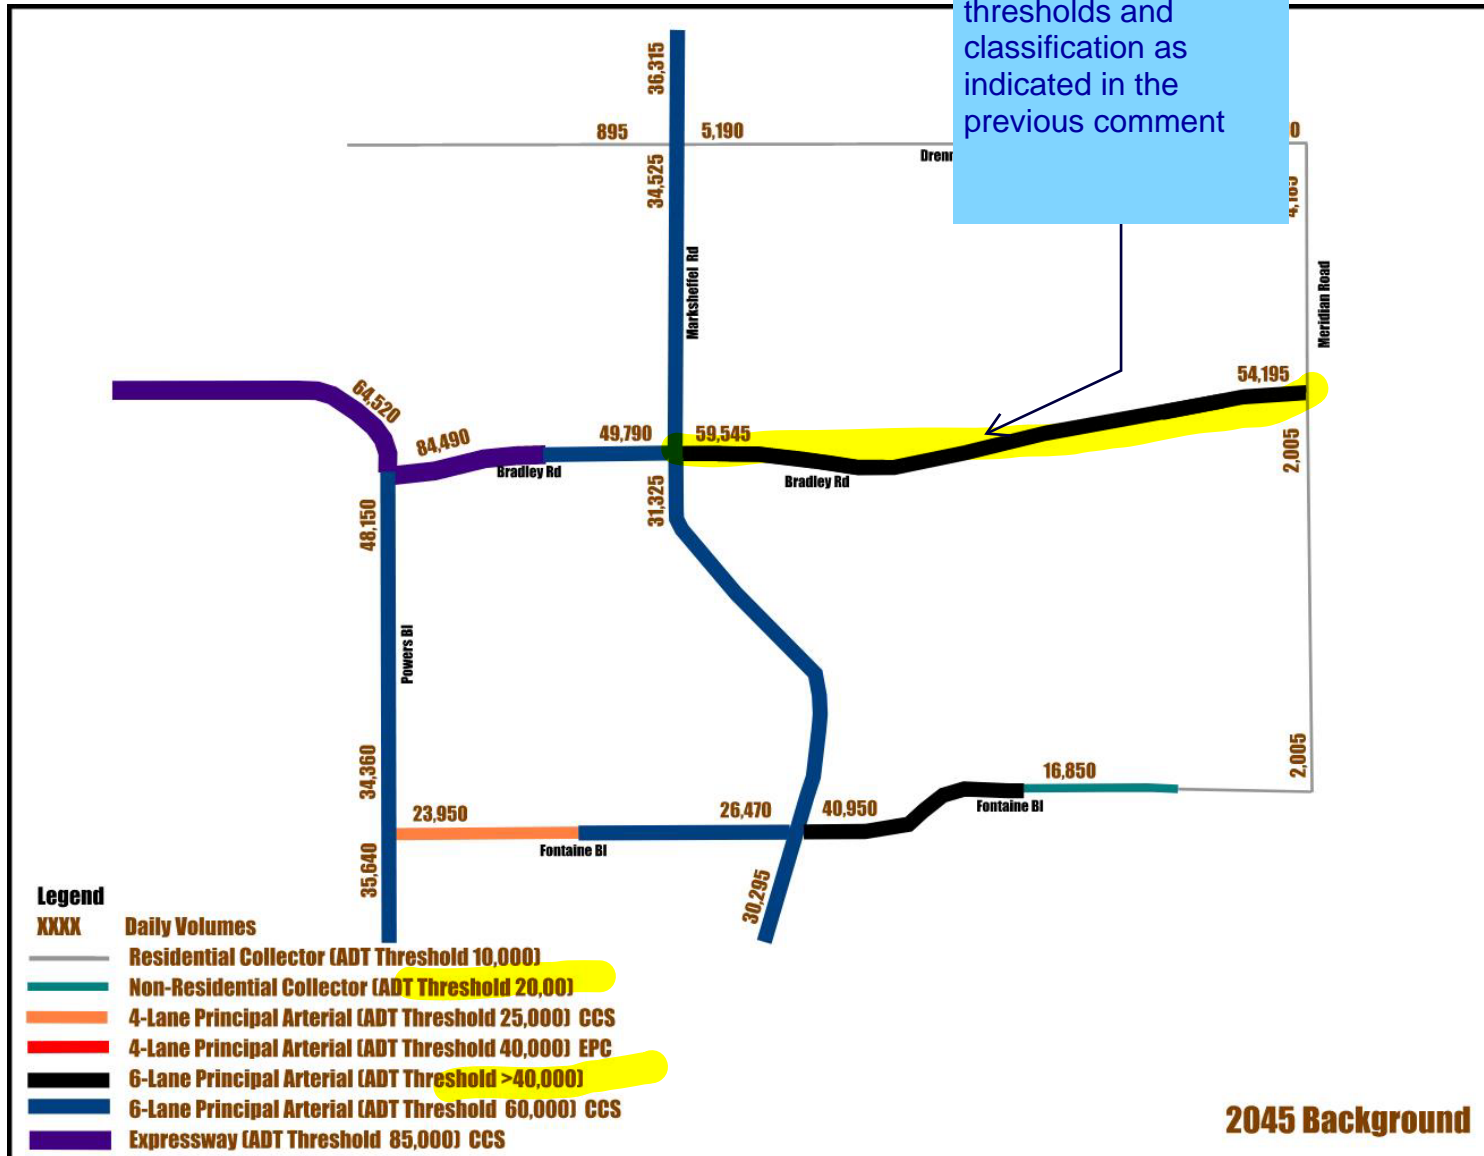 thresholds and
classification as
indicated in the
previous comment
36,315
895
5,190
34,525
Marksheffel Rd
Meridian Road
64,520
84,490
49,790
59,545
54,195
Bradley Rd
Bradley Rd
2,005
48,150
31,325
Powers Bl
34,360
23,950
26,470
40,950
16,850
2,005
Fontaine Bl
Fontaine Bl
35,640
30,295
Legend
XXXX Daily Volumes
Residential Collector (ADT Threshold 10,000)
Non-Residential Collector (ADT Threshold 20,00)
4-Lane Principal Arterial (ADT Threshold 25,000) CCS
4-Lane Principal Arterial (ADT Threshold 40,000) EPC
6-Lane Principal Arterial (ADT Threshold >40,000)
6-Lane Principal Arterial (ADT Threshold 60,000) CCS
Expressway (ADT Threshold 85,000) CCS
2045 Background